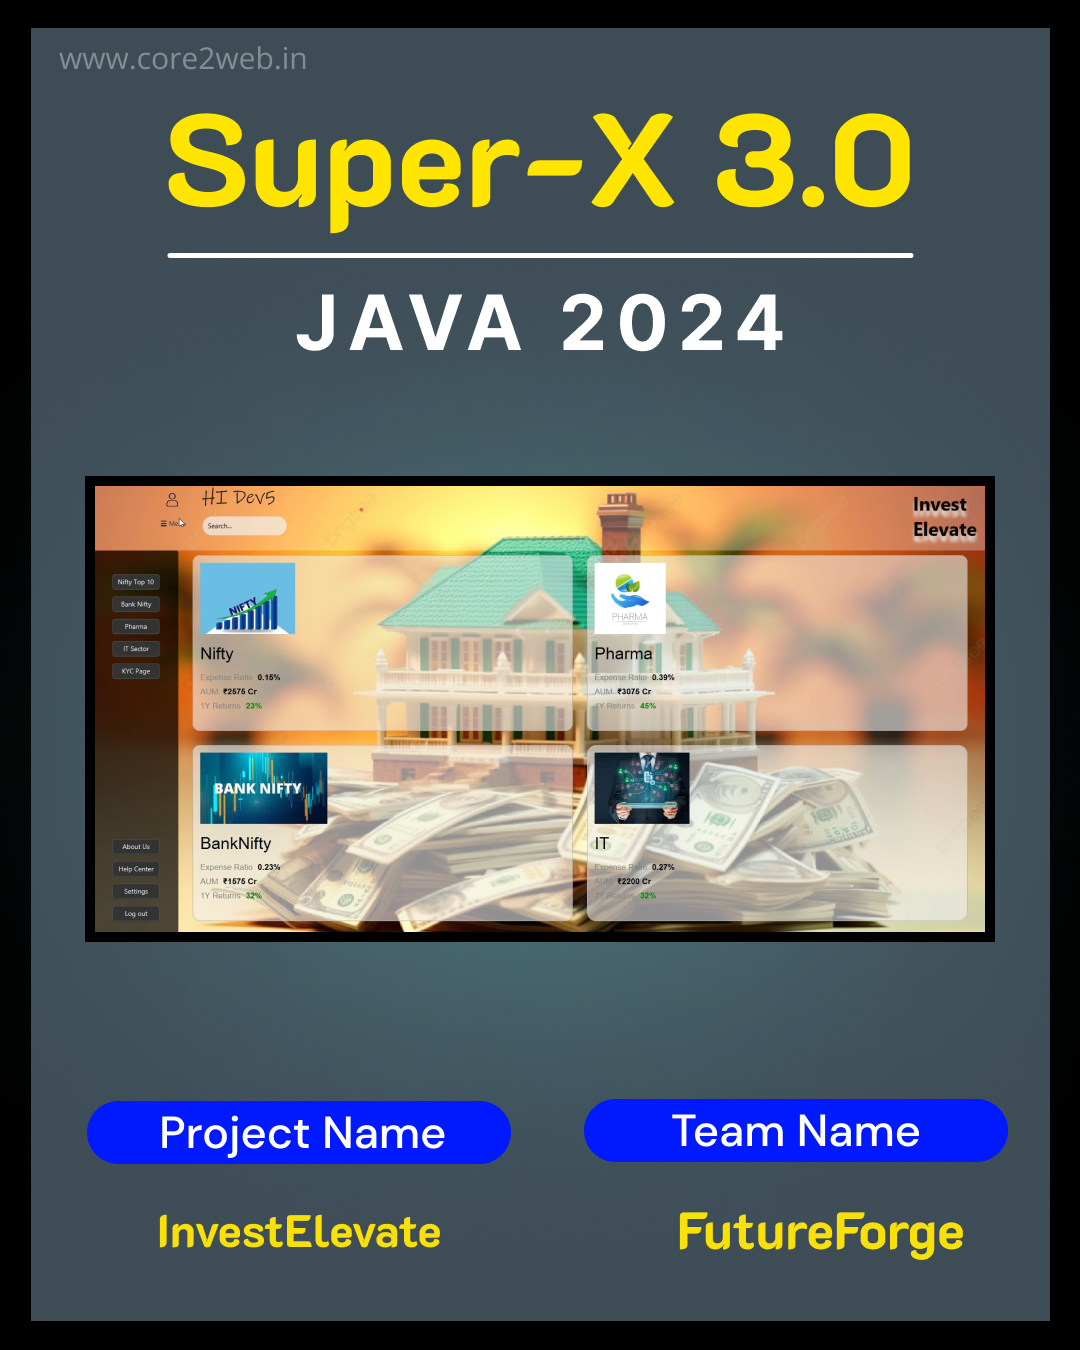 www.core2web.in
Super-X 3.0
JAVA 2024
HI Dev5
Search...
Invest
Elevate
Nifty Top 10
Bank Nifty
Pharma
IT Sector
KYC Page
About Us
Help Center
Settings
Log out
NIFTY
Nifty
Expense Ratio 0.15%
AUM ₹2575 Cr
1Y Returns 23%
PHARMA
Pharma
Expense Ratio 0.39%
AUM ₹3075 Cr
1Y Returns 45%
BANK NIFTY
BankNifty
Expense Ratio 0.23%
AUM ₹1575 Cr
1Y Returns 32%
IT
Expense Ratio 0.27%
AUM ₹2200 Cr
1Y Returns 32%
Project Name
Team Name
InvestElevate
FutureForge